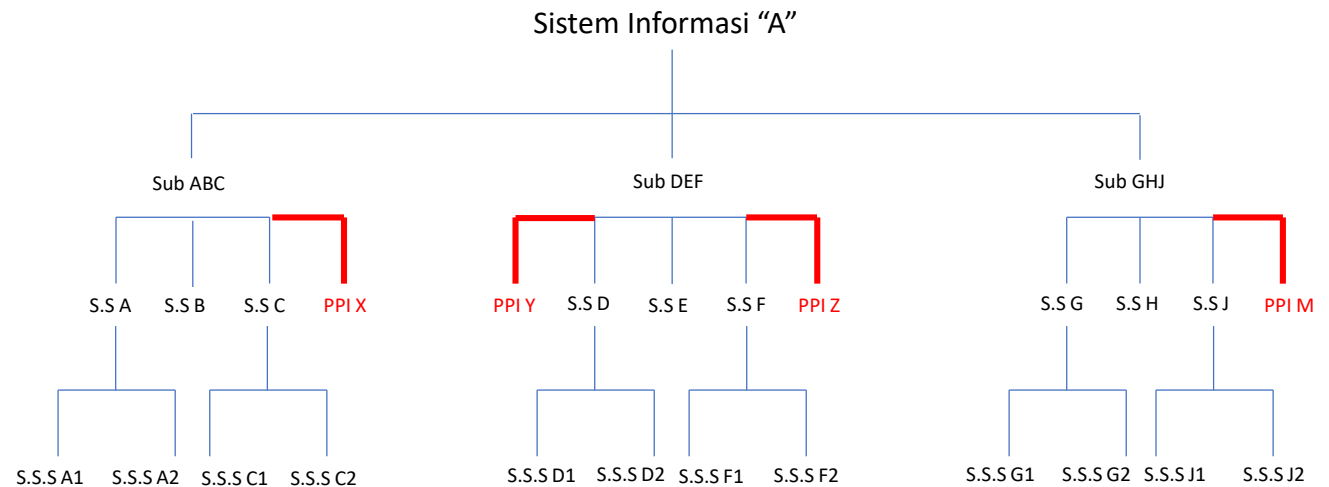 Sistem Informasi “A”
Sub ABC
Sub DEF
Sub GHJ
S.S A
S.S B
S.S C
PPI X
PPI Y
S.S D
S.S E
S.S F
PPI Z
S.S G
S.S H
S.S J
PPI M
S.S.S A1
S.S.S A2
S.S.S C1
S.S.S C2
S.S.S D1
S.S.S D2
S.S.S F1
S.S.S F2
S.S.S G1
S.S.S G2
S.S.S J1
S.S.S J2